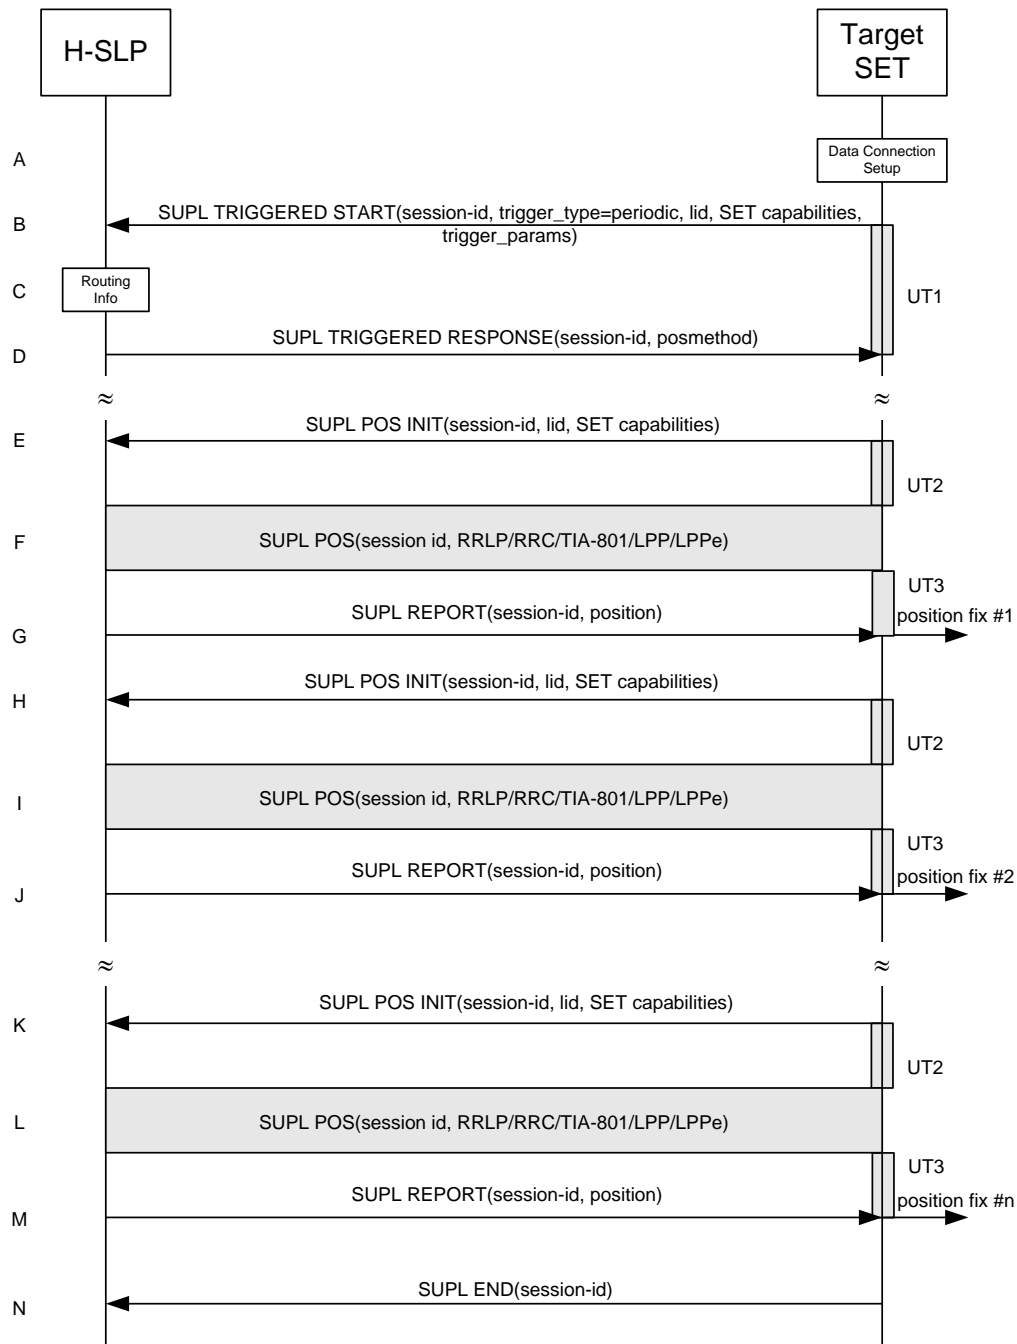 H-SLP
Target
SET
A
Data Connection
Setup
B
SUPL TRIGGERED START(session-id, trigger_type=periodic, lid, SET capabilities,
trigger_params)
C
Routing
Info
UT1
D
SUPL TRIGGERED RESPONSE(session-id, posmethod)
≈
≈
E
SUPL POS INIT(session-id, lid, SET capabilities)
UT2
F
SUPL POS(session id, RRLP/RRC/TIA-801/LPP/LPPe)
UT3
G
SUPL REPORT(session-id, position)
position fix #1
H
SUPL POS INIT(session-id, lid, SET capabilities)
UT2
I
SUPL POS(session id, RRLP/RRC/TIA-801/LPP/LPPe)
UT3
J
SUPL REPORT(session-id, position)
position fix #2
≈
≈
K
SUPL POS INIT(session-id, lid, SET capabilities)
UT2
L
SUPL POS(session id, RRLP/RRC/TIA-801/LPP/LPPe)
UT3
M
SUPL REPORT(session-id, position)
position fix #n
N
SUPL END(session-id)